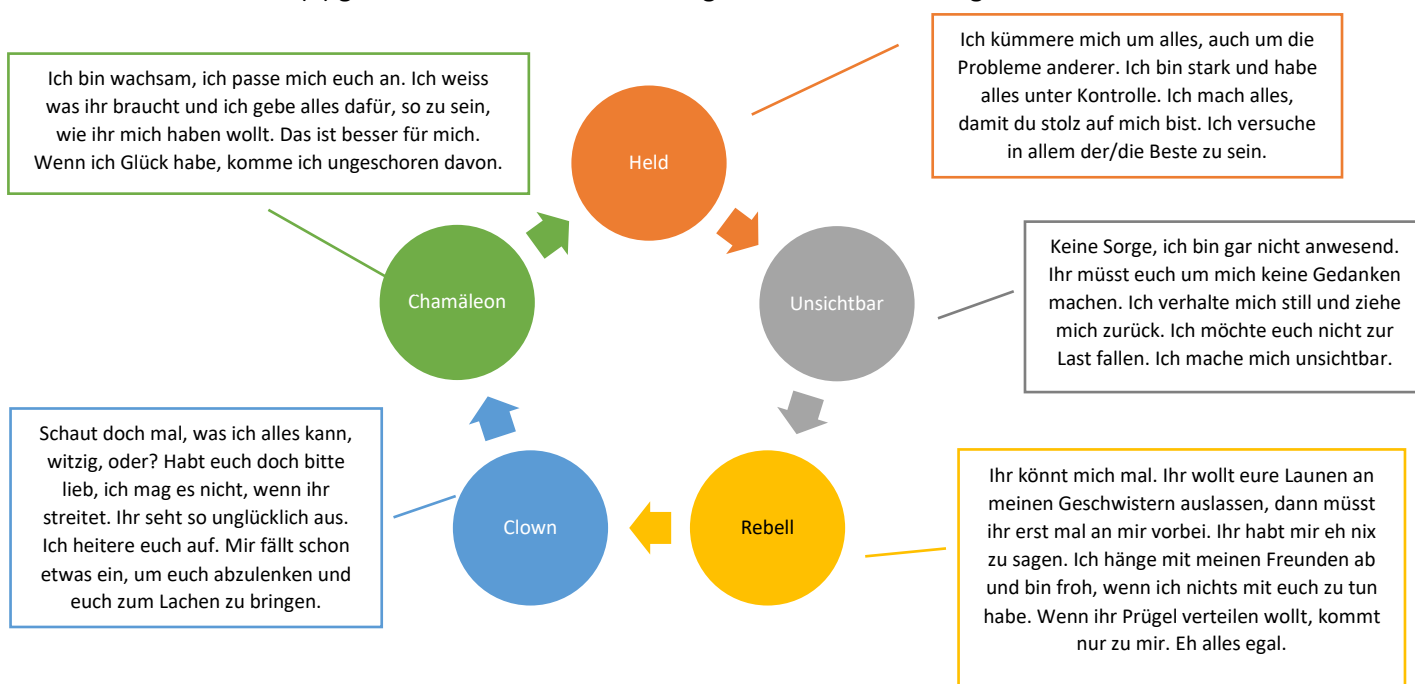 Ich kümmere mich um alles, auch um die
Probleme anderer. Ich bin stark und habe
alles unter Kontrolle. Ich mach alles,
damit du stolz auf mich bist. Ich versuche
in allem der/die Beste zu sein.
Ich bin wachsam, ich passe mich euch an. Ich weiss
was ihr braucht und ich gebe alles dafür, so zu sein,
wie ihr mich haben wollt. Das ist besser für mich.
Wenn ich Glück habe, komme ich ungeschoren davon.
Held
Chamäleon
Unsichtbar
Keine Sorge, ich bin gar nicht anwesend.
Ihr müsst euch um mich keine Gedanken
machen. Ich verhalte mich still und ziehe
mich zurück. Ich möchte euch nicht zur
Last fallen. Ich mache mich unsichtbar.
Schaut doch mal, was ich alles kann,
witzig, oder? Habt euch doch bitte
lieb, ich mag es nicht, wenn ihr
streitet. Ihr seht so unglücklich aus.
Ich heitere euch auf. Mir fällt schon
etwas ein, um euch abzulenken und
euch zum Lachen zu bringen.
Clown
Rebell
Ihr könnt mich mal. Ihr wollt eure Launen an
meinen Geschwistern auslassen, dann müsst
ihr erst mal an mir vorbei. Ihr habt mir eh nix
zu sagen. Ich hänge mit meinen Freunden ab
und bin froh, wenn ich nichts mit euch zu tun
habe. Wenn ihr Prügel verteilen wollt, kommt
nur zu mir. Eh alles egal.